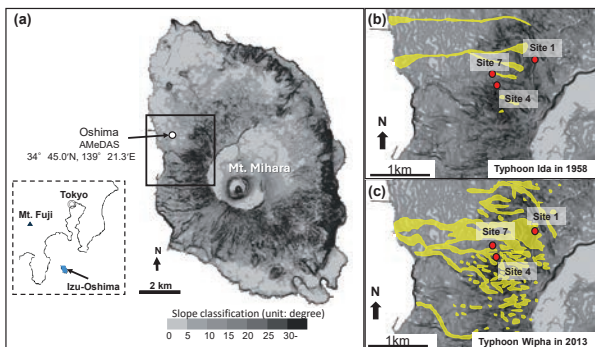 (a)
Oshima
AMeDAS
34° 45.0'N, 139° 21.3'E
Mt. Mihara
Tokyo
Mt. Fuji
Izu-Oshima
N
2 km
Slope classification (unit: degree)
0 5 10 15 20 25 30-
(b)
Site 1
Site 7
Site 4
N
1km
Typhoon Ida in 1958
(c)
Site 1
Site 7
Site 4
N
1km
Typhoon Wipha in 2013